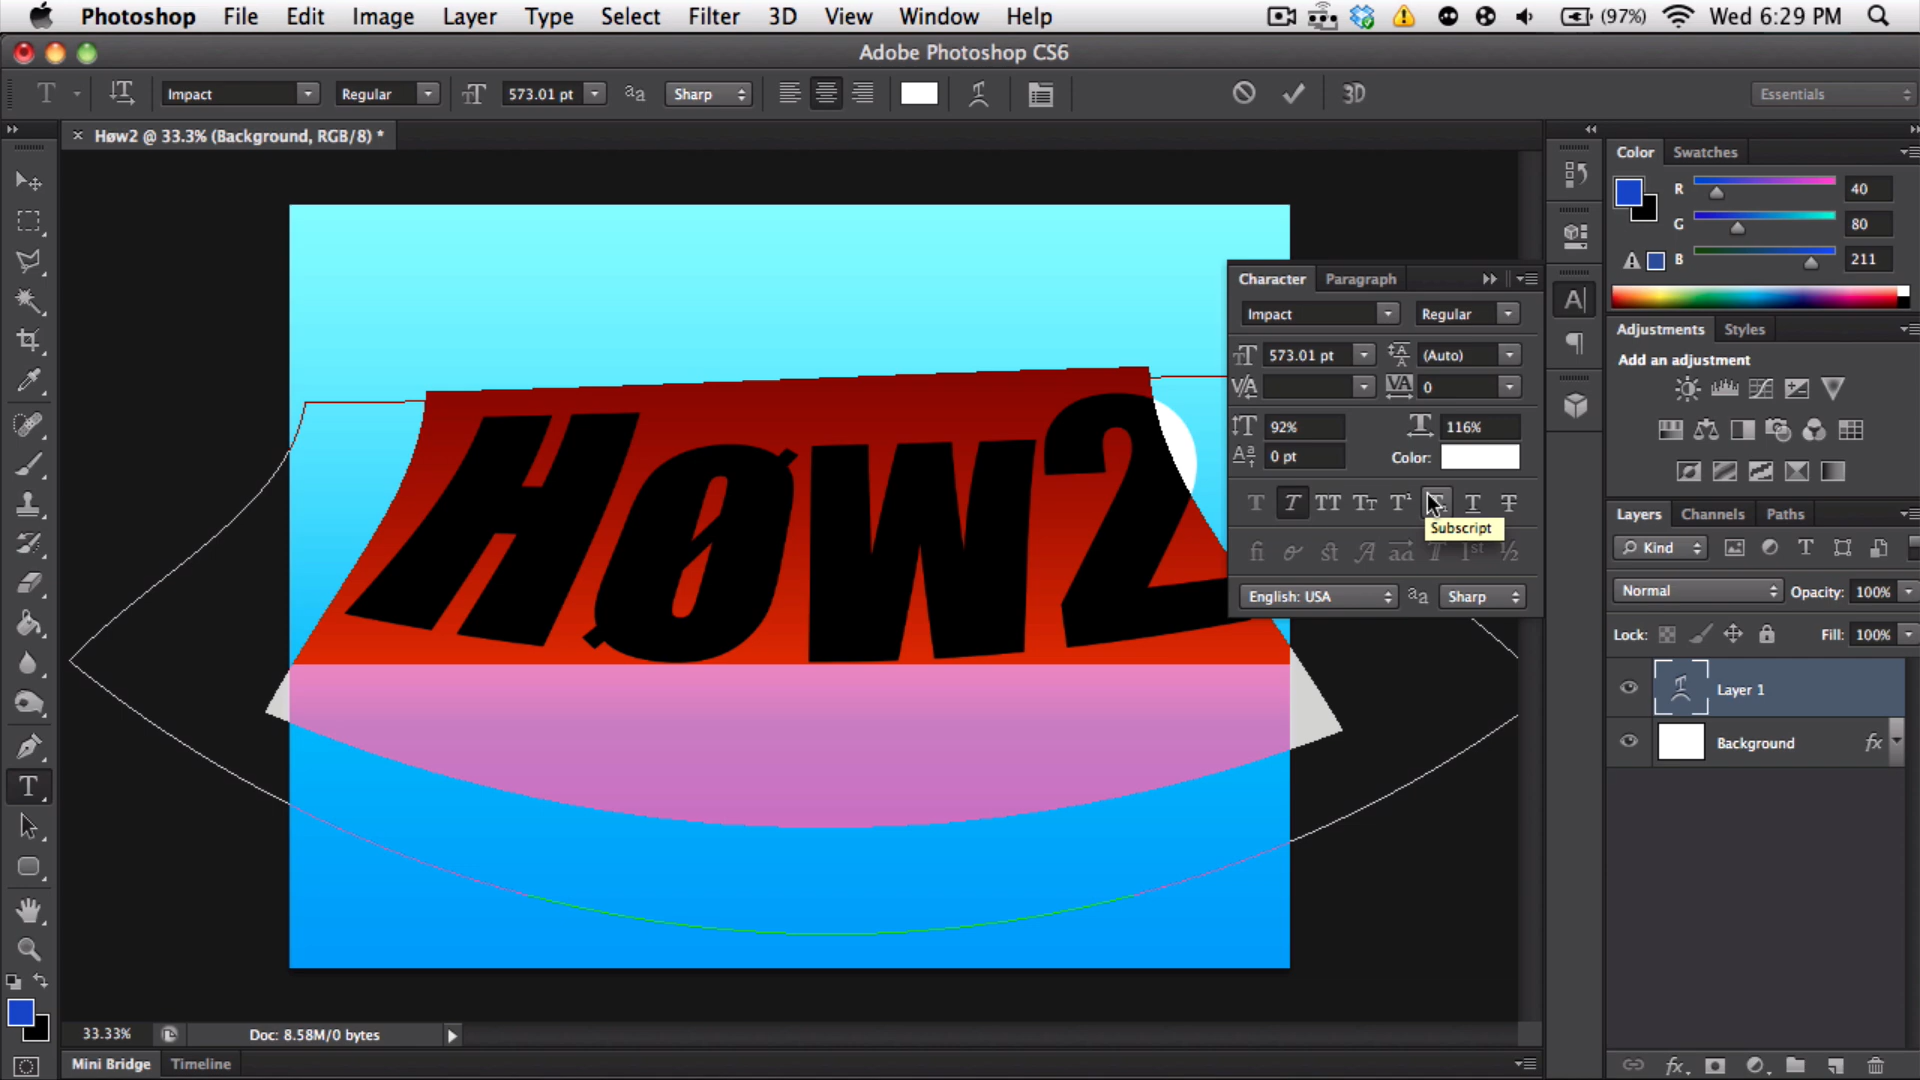 Photoshop File Edit Image Layer Type Select Filter 3D View Window Help (97%) Wed 6:29 PM
Adobe Photoshop CS6
Impact Regular 573.01 pt Sharp 3D Essentials
Høw2 @ 33.3% (Background, RGB/8) *
Color Swatches
R 40
G 80
B 211
Character Paragraph
Impact Regular
573.01 pt (Auto)
0
92% 116%
0 pt Color:
Subscript
English: USA Sharp
Adjustments Styles
Add an adjustment
Høw2
Layers Channels Paths
Kind
Normal Opacity: 100%
Lock: Fill: 100%
Layer 1
Background fx
33.33% Doc: 8.58M/0 bytes
Mini Bridge Timeline